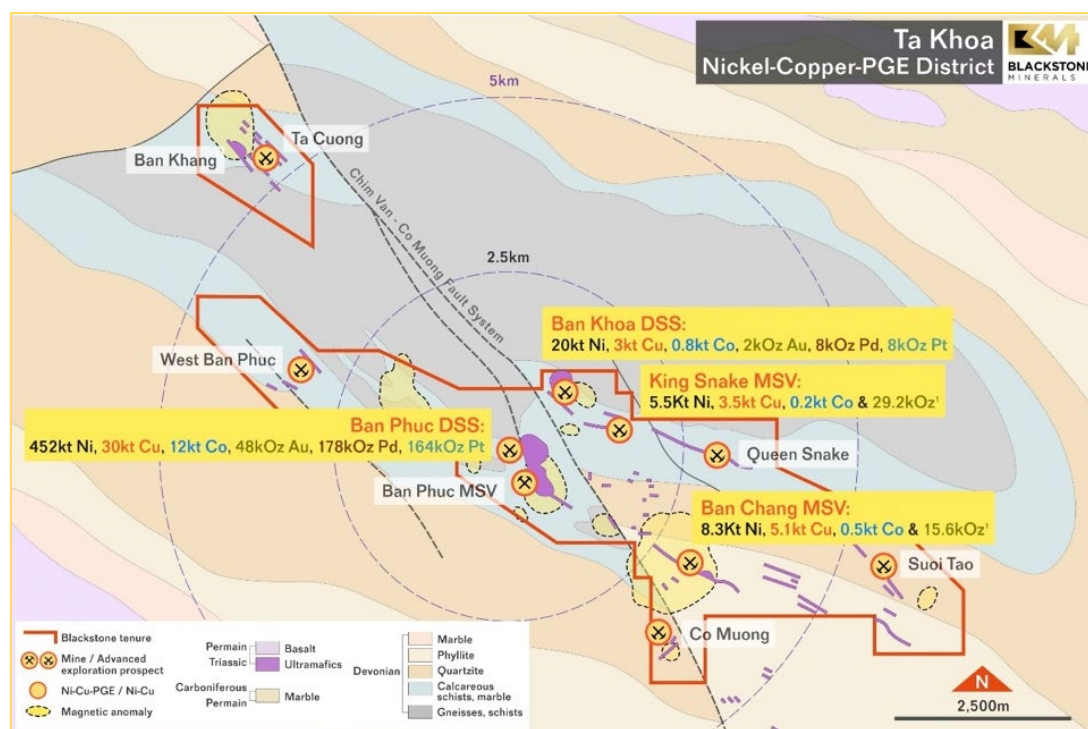 Ta Khoa
Nickel-Copper-PGE District
BLACKSTONE
MINERALS
5km
Ta Cuong
Ban Khang
Chim Van - Co Muong Fault System
2.5km
Ban Khoa DSS:
20kt Ni, 3kt Cu, 0.8kt Co, 2kOz Au, 8kOz Pd, 8kOz Pt
West Ban Phuc
King Snake MSV:
5.5Kt Ni, 3.5kt Cu, 0.2kt Co & 29.2kOz¹
Ban Phuc DSS:
452kt Ni, 30kt Cu, 12kt Co, 48kOz Au, 178kOz Pd, 164kOz Pt
Queen Snake
Ban Phuc MSV
Ban Chang MSV:
8.3Kt Ni, 5.1kt Cu, 0.5kt Co & 15.6kOz¹
Suoi Tao
Co Muong
Blackstone tenure
Mine / Advanced
exploration prospect
Ni-Cu-PGE / Ni-Cu
Magnetic anomaly
Permain
Triassic
Basalt
Ultramafics
Carboniferous
Permain
Marble
Devonian
Marble
Phyllite
Quartzite
Calcareous
schists, marble
Gneisses, schists
N
2,500m